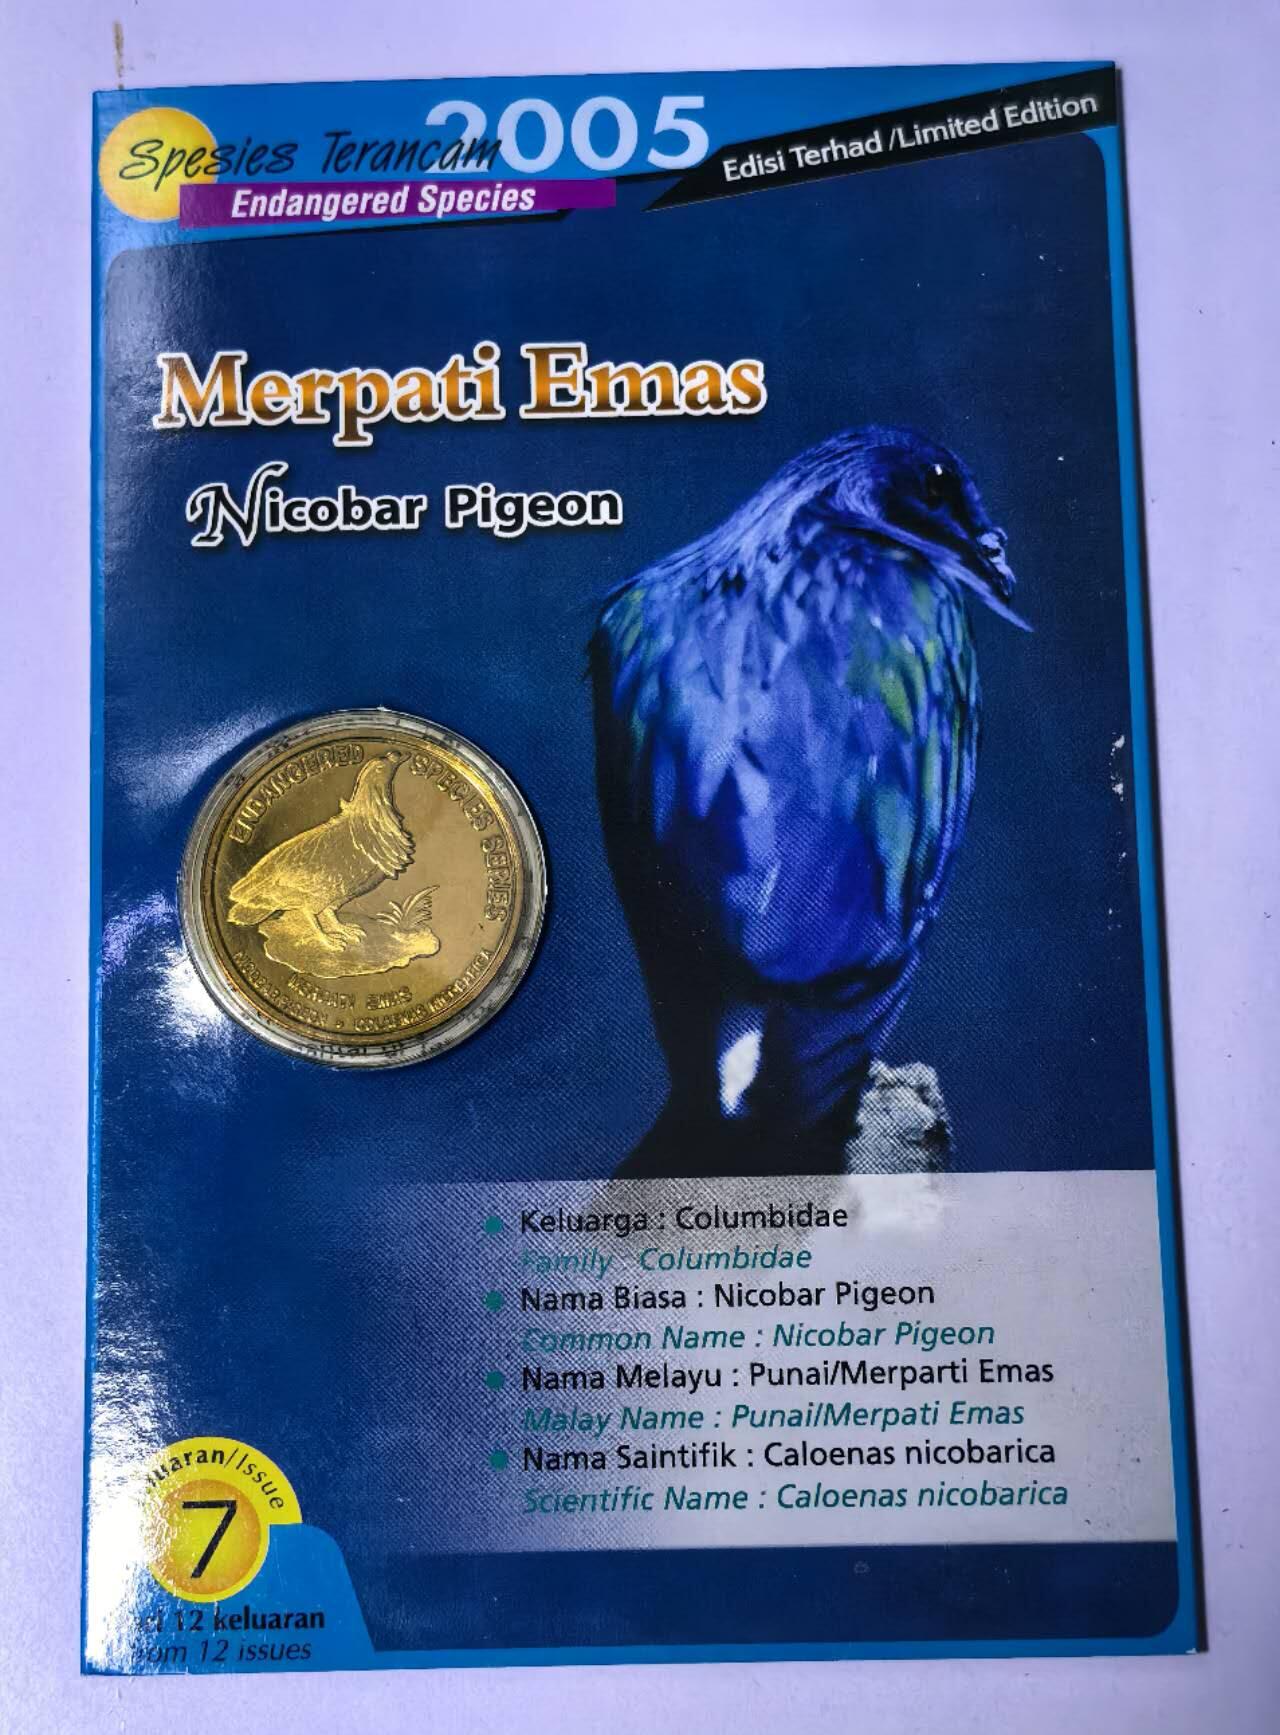 2005
Spesies Terancam
Endangered Species
Edisi Terhad /Limited Edition
Merpati Emas
Nicobar Pigeon
ENDANGERED SPECIES SERIES
MERPATI EMAS
NICOBAR PIGEON
Keluarga : Columbidae
Family : Columbidae
Nama Biasa : Nicobar Pigeon
Common Name : Nicobar Pigeon
Nama Melayu : Punai/Merparti Emas
Malay Name : Punai/Merpati Emas
Nama Saintifik : Caloenas nicobarica
Scientific Name : Caloenas nicobarica
/Issue
7
12 keluaran
12 issues